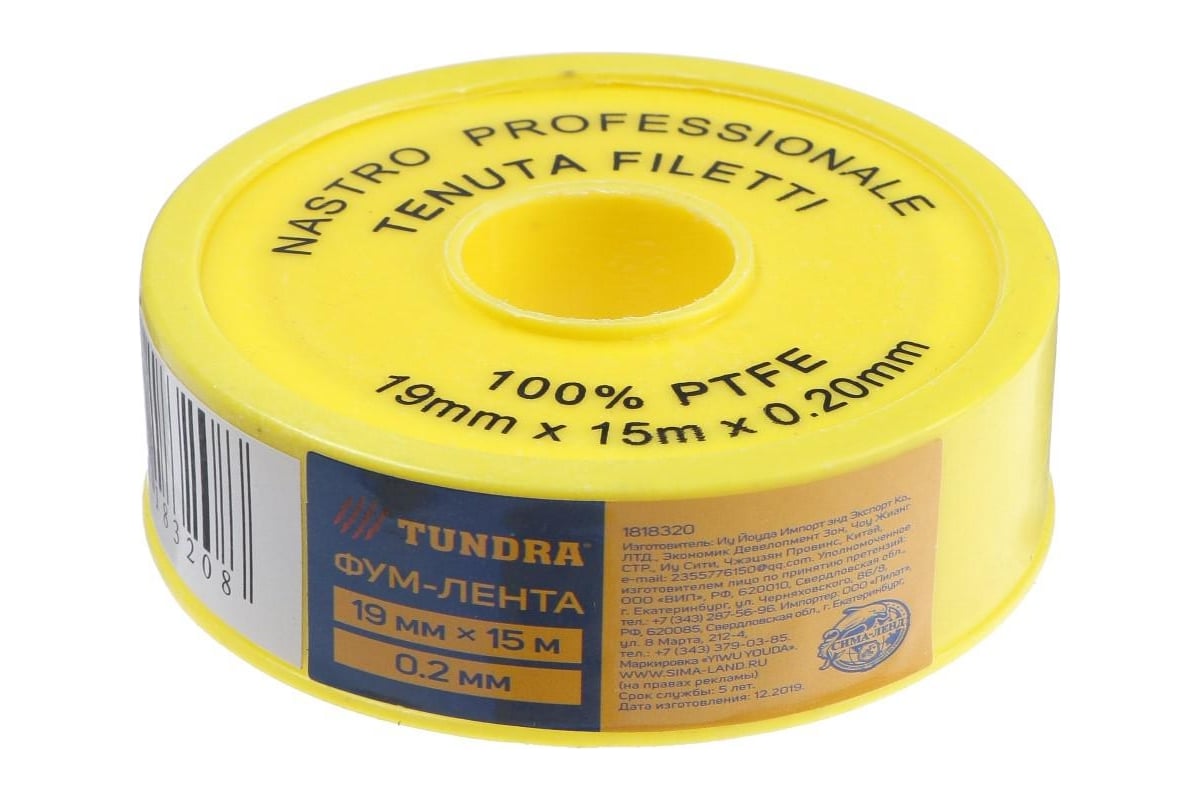 NASTRO PROFESSIONALE
TENUTA FILETTI
100% PTFE
19mm x 15m x 0.20mm
83208
TUNDRA
ФУМ-ЛЕНТА
19 мм × 15 м
0.2 мм
1818320
Изготовитель: Иу Йоуда Импорт энд Экспорт Ко.,
ЛТД., Экономик Девелопмент Зон, Чоу Жианг
СТР., Иу Сити, Чжацзян Провинс, Китай,
e-mail: 2355776150@qq.com. Уполномоченное
изготовителем лицо по принятию претензий:
ООО «ВИП», РФ, 620010, Свердловская обл.,
г. Екатеринбург, ул. Черняховского, 86/8,
тел.: +7 (343) 287-56-96. Импортер: ООО «Пилат»,
РФ, 620085, Свердловская обл., г. Екатеринбург,
ул. 8 Марта, 212-4,
тел.: +7 (343) 379-03-85.
Маркировка «YIWU YOUDA».
WWW.SIMA-LAND.RU
(на правах рекламы)
Срок службы: 5 лет.
Дата изготовления: 12.2019.
СИМА-ЛЕНД